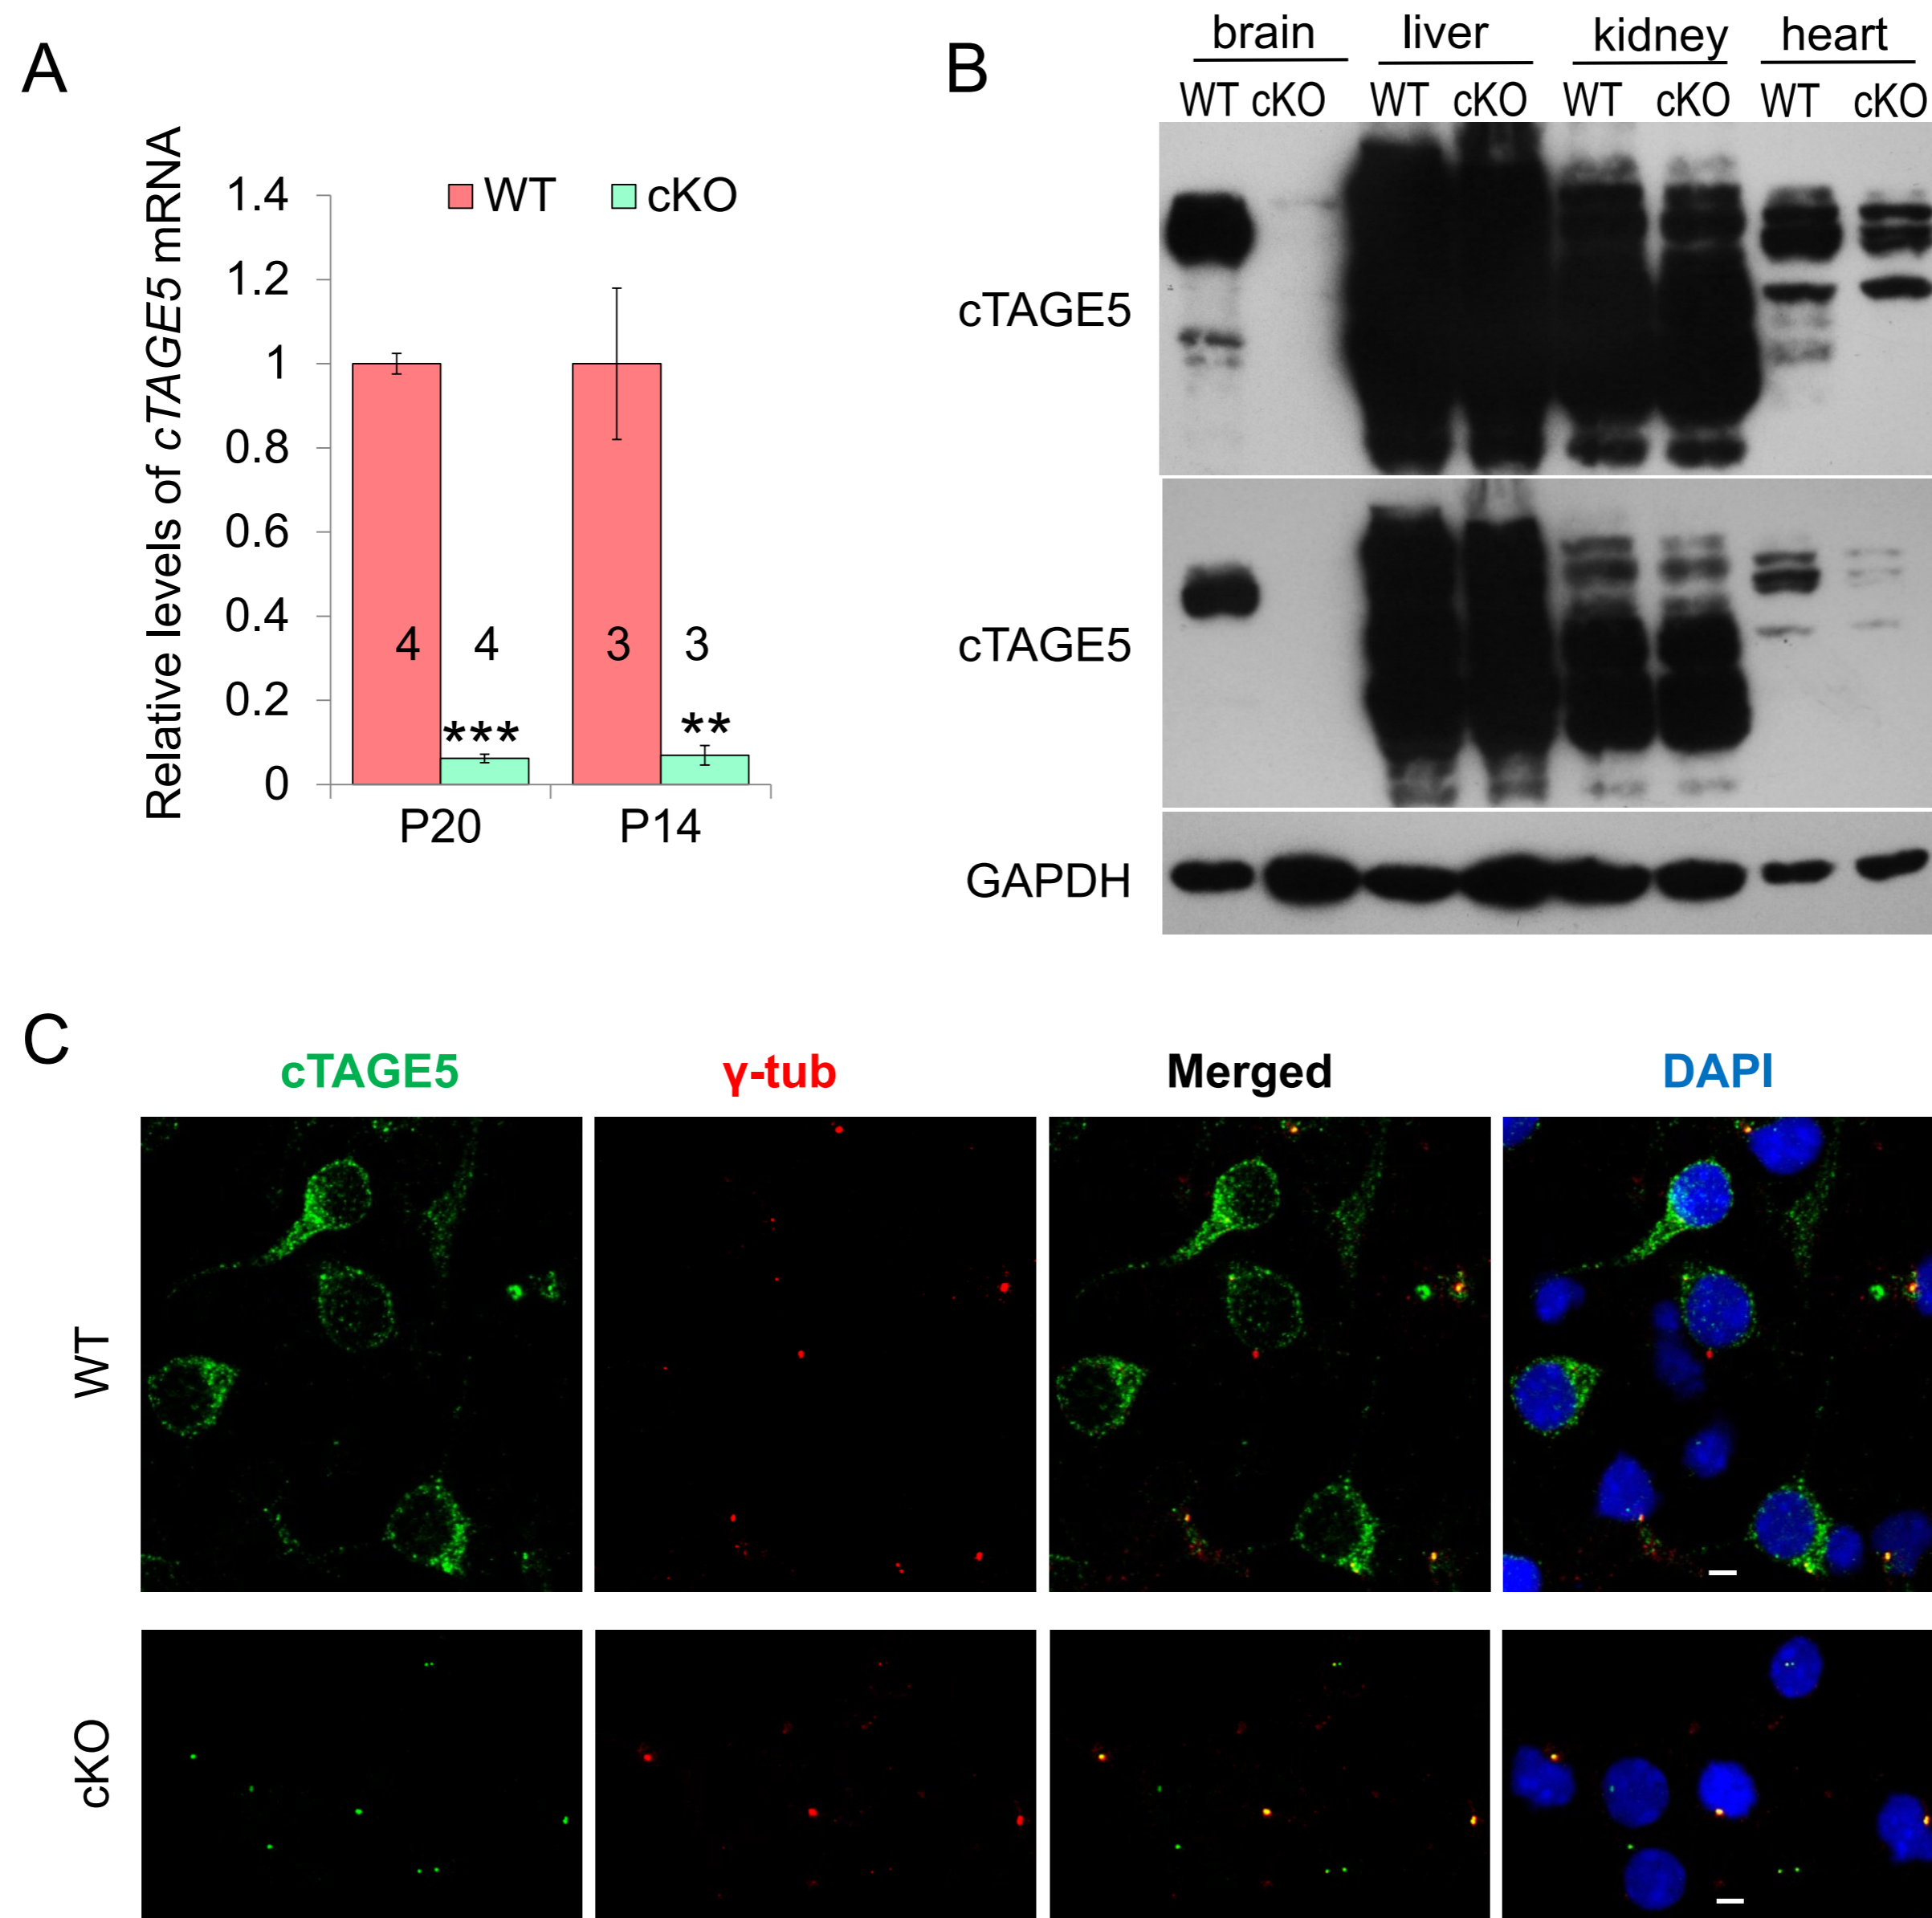 A
Relative levels of cTAGE5 mRNA
WT cKO
1.4
1.2
1
0.8
0.6
0.4
0.2
0
4 4 3 3
*** **
P20 P14
B
brain liver kidney heart
WT cKO WT cKO WT cKO WT cKO
cTAGE5
cTAGE5
GAPDH
C
cTAGE5 γ-tub Merged DAPI
WT
cKO